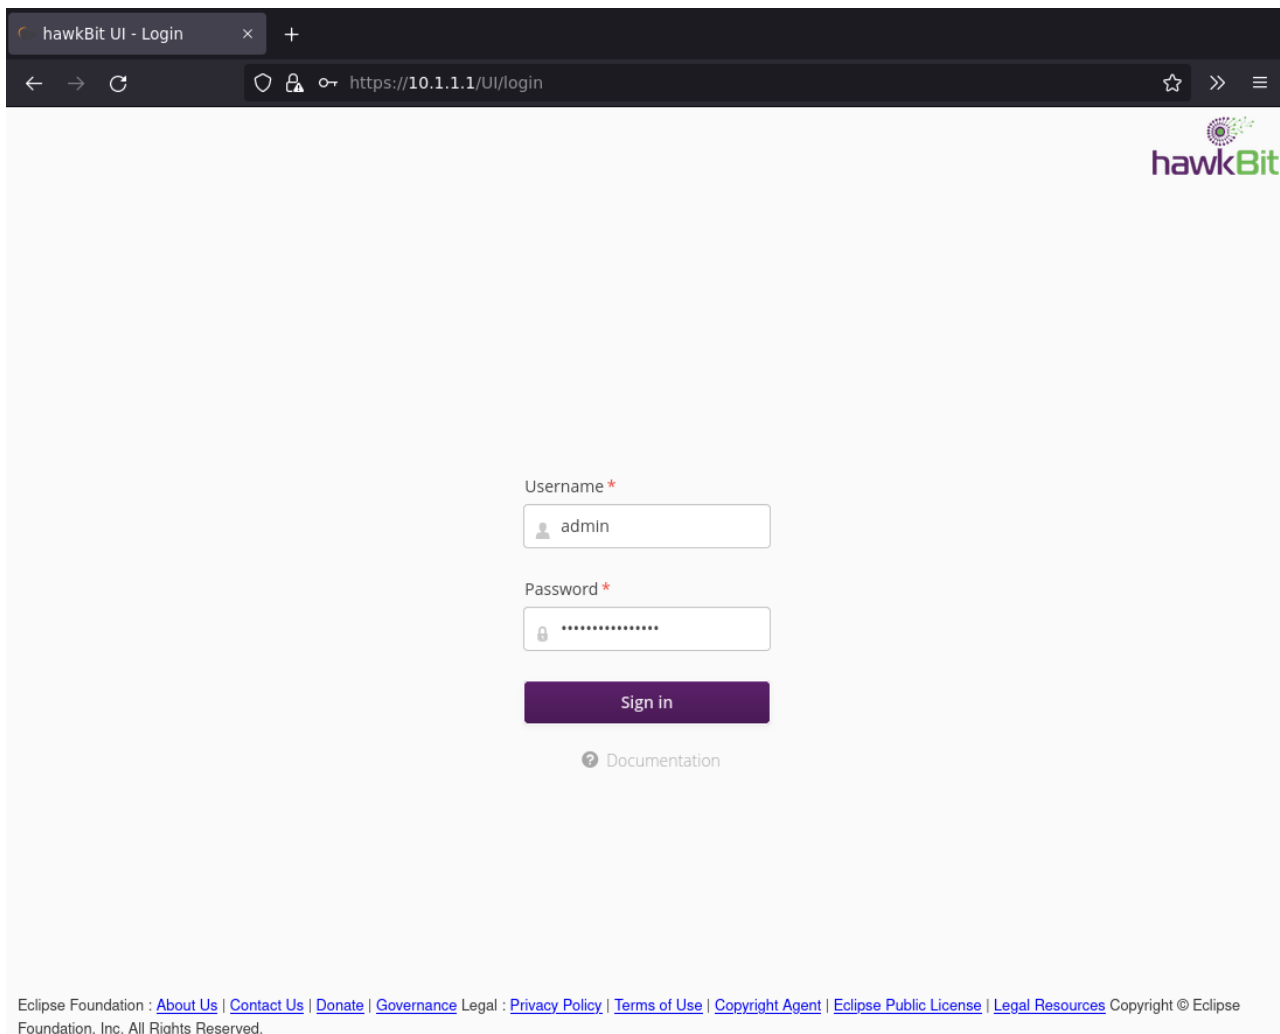 hawkBit UI - Login
https://10.1.1.1/UI/login
hawkBit
Username *
admin
Password *
••••••••••••••••
Sign in
Documentation
Eclipse Foundation : About Us | Contact Us | Donate | Governance Legal : Privacy Policy | Terms of Use | Copyright Agent | Eclipse Public License | Legal Resources Copyright © Eclipse
Foundation, Inc. All Rights Reserved.